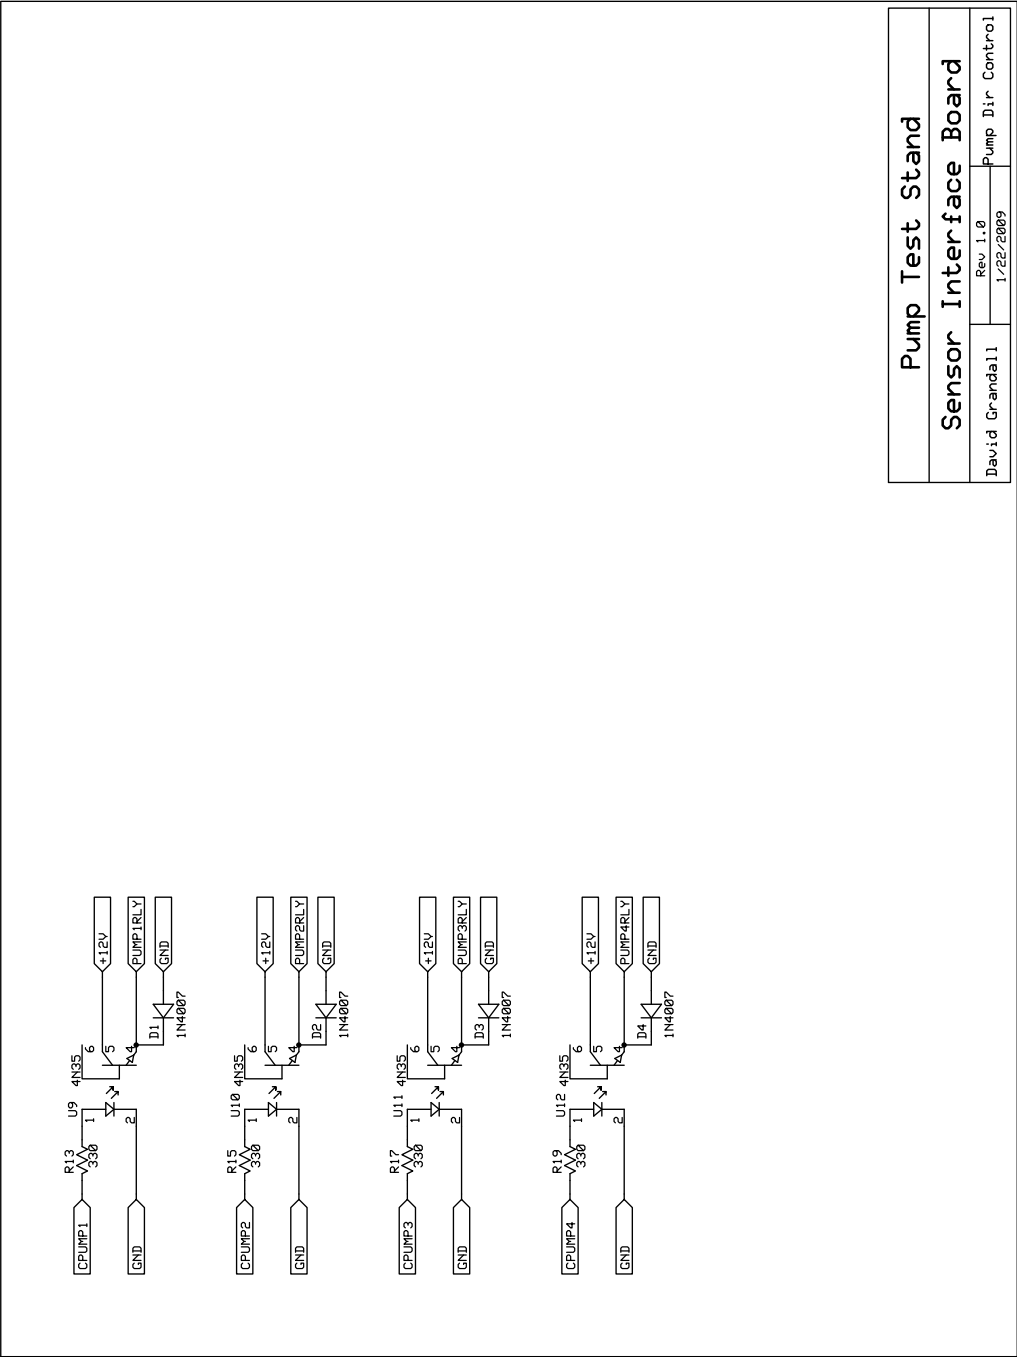 CPUMP1
R13
330
U9
1
2
4N35
6
5
4
+12V
PUMP1RLY
GND
D1
1N4007
GND
CPUMP2
R15
330
U10
1
2
4N35
6
5
4
+12V
PUMP2RLY
GND
D2
1N4007
GND
CPUMP3
R17
330
U11
1
2
4N35
6
5
4
+12V
PUMP3RLY
GND
D3
1N4007
GND
CPUMP4
R19
330
U12
1
2
4N35
6
5
4
+12V
PUMP4RLY
GND
D4
1N4007
GND
Pump Test Stand
Sensor Interface Board
David Grandall
Rev 1.0
1/22/2009
Pump Dir Control